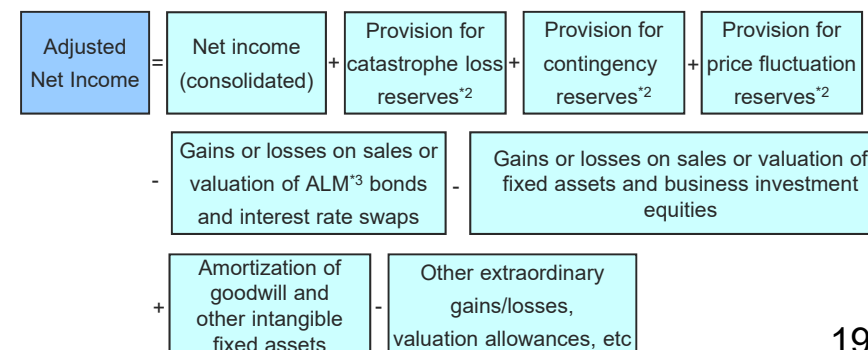 Adjusted
Net Income
=
Net income
(consolidated)
+
Provision for
catastrophe loss
reserves*2
+
Provision for
contingency
reserves*2
+
Provision for
price fluctuation
reserves*2
-
Gains or losses on sales or
valuation of ALM*3 bonds
and interest rate swaps
-
Gains or losses on sales or valuation of
fixed assets and business investment
equities
+
Amortization of
goodwill and
other intangible
fixed assets
-
Other extraordinary
gains/losses,
valuation allowances, etc
19